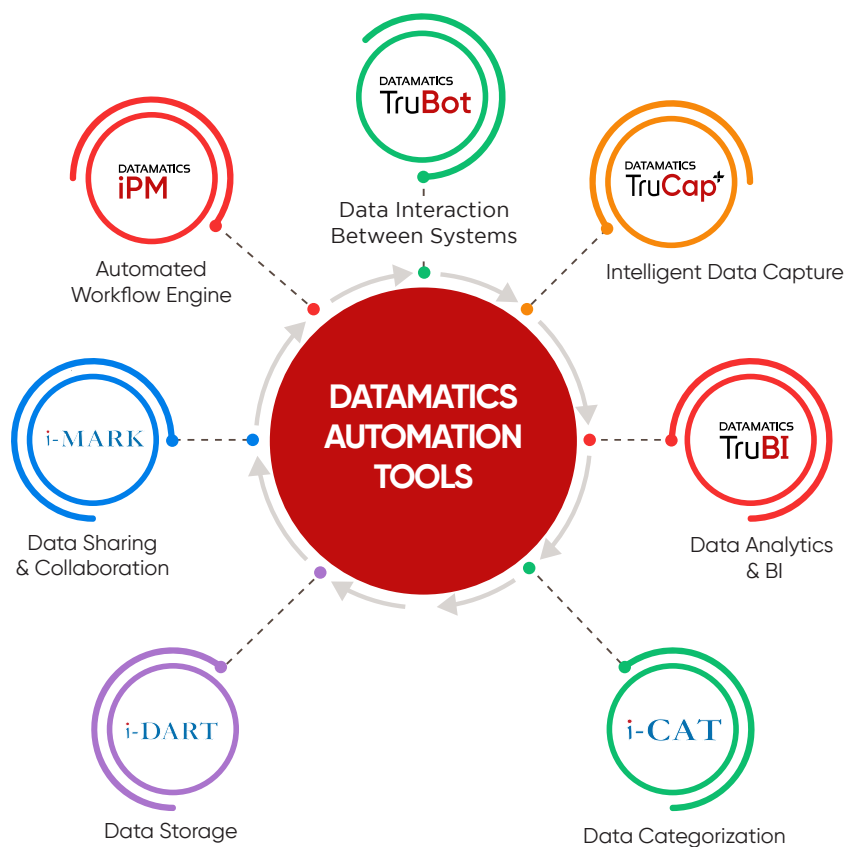 DATAMATICS
TruBot
Data Interaction
Between Systems
DATAMATICS
iPM
Automated
Workflow Engine
DATAMATICS
TruCap+
Intelligent Data Capture
DATAMATICS
AUTOMATION
TOOLS
i-MARK
Data Sharing
& Collaboration
DATAMATICS
TruBI
Data Analytics
& BI
i-DART
Data Storage
i-CAT
Data Categorization